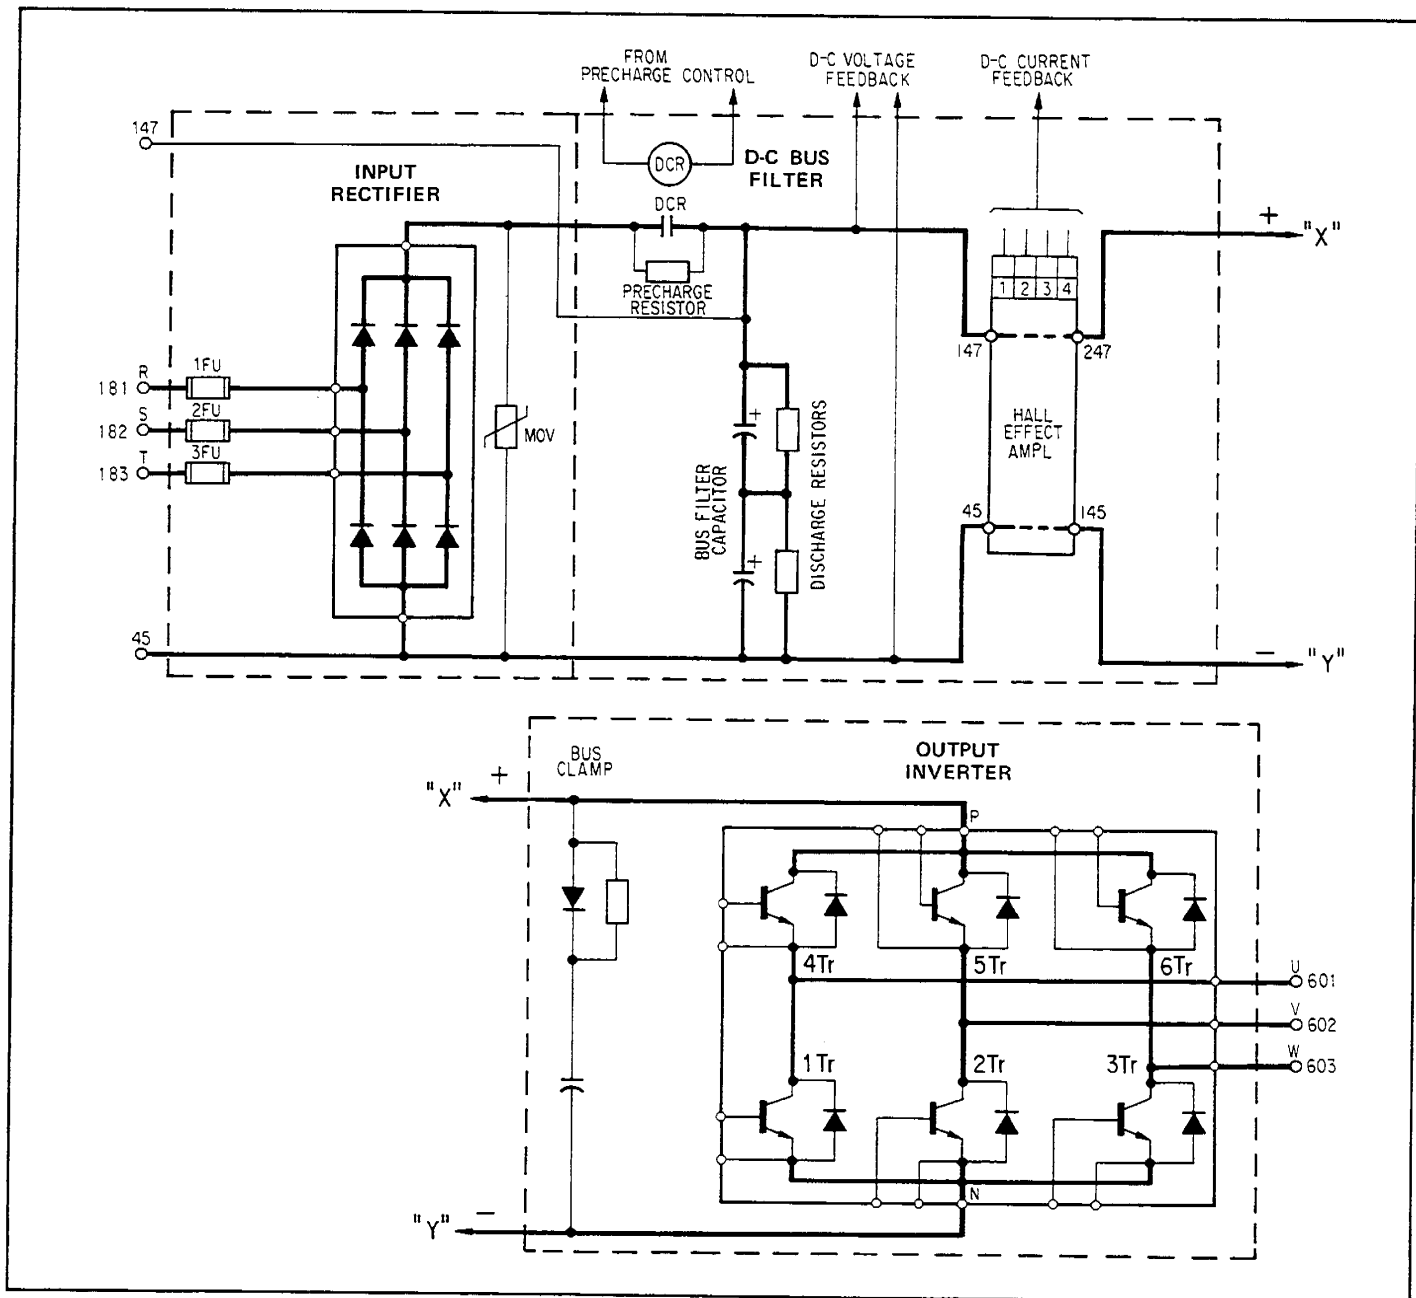 FROM
PRECHARGE CONTROL
D-C VOLTAGE
FEEDBACK
D-C CURRENT
FEEDBACK
147
INPUT
RECTIFIER
DCR
D-C BUS
FILTER
DCR
PRECHARGE
RESISTOR
+
"X"
1 2 3 4
147
247
R
181
1FU
S
182
2FU
T
183
3FU
MOV
+
+
BUS FILTER
CAPACITOR
DISCHARGE RESISTORS
HALL
EFFECT
AMPL
45
145
45
−
"Y"
BUS
CLAMP
OUTPUT
INVERTER
"X"
+
P
4Tr
5Tr
6Tr
U
601
V
602
W
603
1Tr
2Tr
3Tr
N
"Y"
−